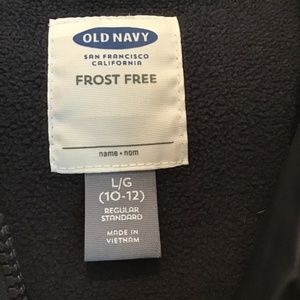 OLD NAVY
SAN FRANCISCO
CALIFORNIA
FROST FREE
name • nom
L/G
(10-12)
REGULAR
STANDARD
MADE IN
VIETNAM